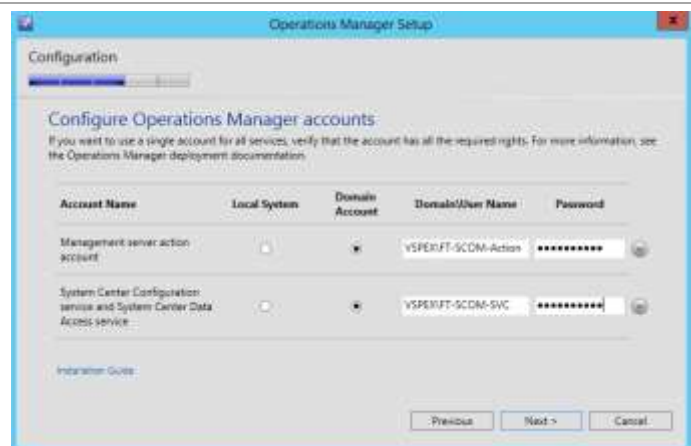 Operations Manager Setup
Configuration
Configure Operations Manager accounts
If you want to use a single account for all services, verify that the account has all the required rights. For more information, see
the Operations Manager deployment documentation.
Account Name Local System Domain Account Domain\User Name Password
Management server action
account
VSPEX\FT-SCOM-Action ••••••••••
System Center Configuration
service and System Center Data
Access service
VSPEX\FT-SCOM-SVC ••••••••••
Installation Guide
Previous Next > Cancel